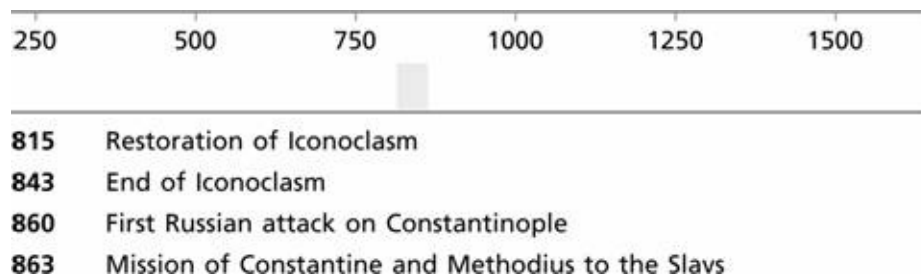 250 500 750 1000 1250 1500
815 Restoration of Iconoclasm
843 End of Iconoclasm
860 First Russian attack on Constantinople
863 Mission of Constantine and Methodius to the Slavs